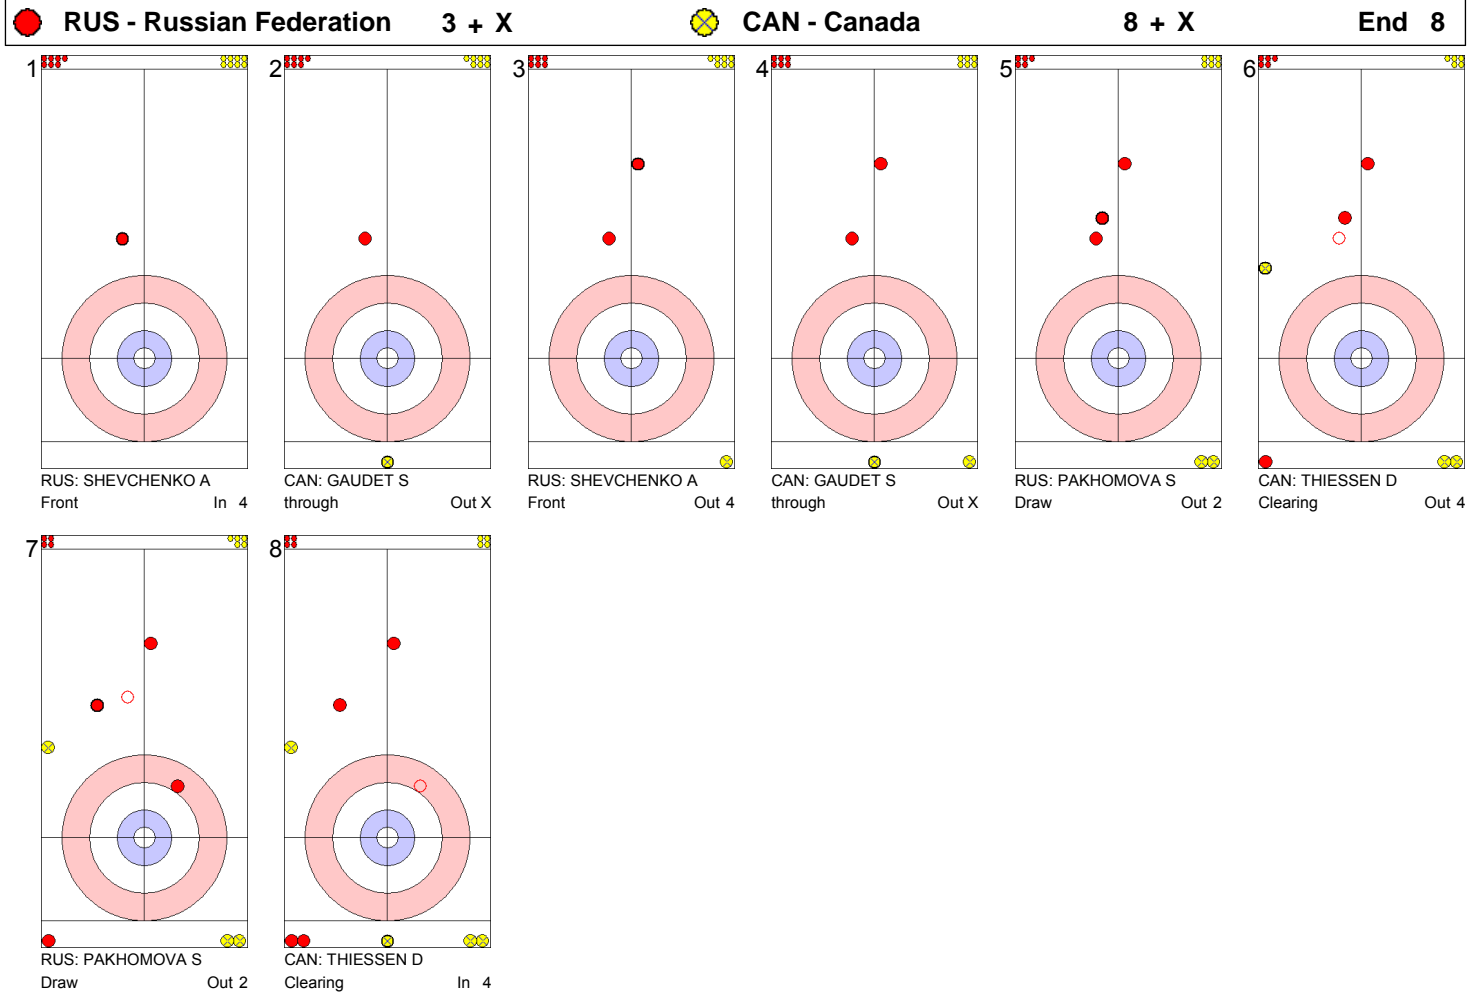 RUS - Russian Federation 3 + X CAN - Canada 8 + X End 8
1 2 3 4 5 6
RUS: SHEVCHENKO A CAN: GAUDET S RUS: SHEVCHENKO A CAN: GAUDET S RUS: PAKHOMOVA S CAN: THIESSEN D
Front In 4 through Out X Front Out 4 through Out X Draw Out 2 Clearing Out 4
7 8
RUS: PAKHOMOVA S CAN: THIESSEN D
Draw Out 2 Clearing In 4